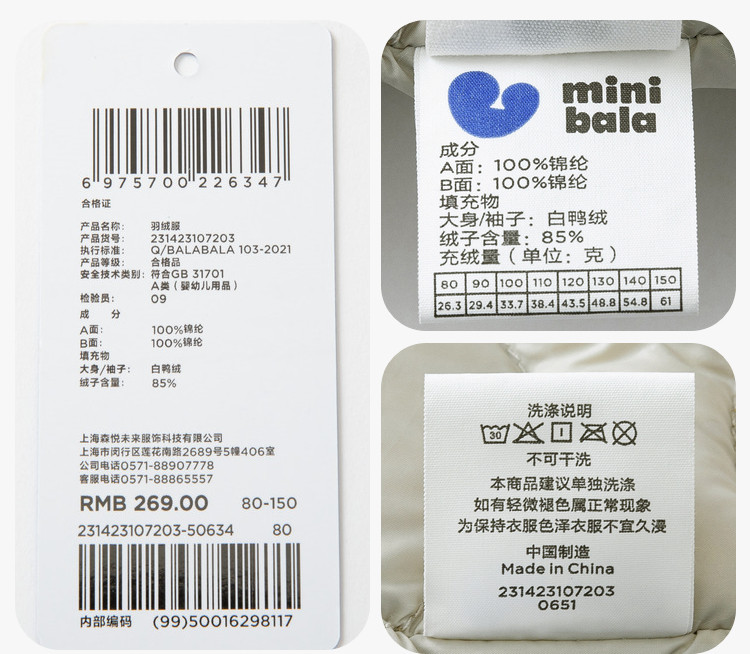 6 975700 226347
合格证
产品名称: 羽绒服
产品货号: 231423107203
执行标准: Q/BALABALA 103-2021
产品等级: 合格品
安全技术类别: 符合GB 31701
A类 (婴幼儿用品)
检验员: 09
成 分
A面: 100%锦纶
B面: 100%锦纶
填充物
大身/袖子: 白鸭绒
绒子含量: 85%
上海森悦未来服饰科技有限公司
上海市闵行区莲花南路2689号5幢406室
公司电话0571-88907778
客服电话0571-88865557
RMB 269.00 80-150
231423107203-50634 80
内部编码 (99)50016298117
mini
bala
成分
A面: 100%锦纶
B面: 100%锦纶
填充物
大身/袖子: 白鸭绒
绒子含量: 85%
充绒量 (单位: 克)
80 90 100 110 120 130 140 150
26.3 29.4 33.7 38.4 43.5 48.8 54.8 61
洗涤说明
30
不可干洗
本商品建议单独洗涤
如有轻微褪色属正常现象
为保持衣服色泽衣服不宜久浸
中国制造
Made in China
231423107203
0651